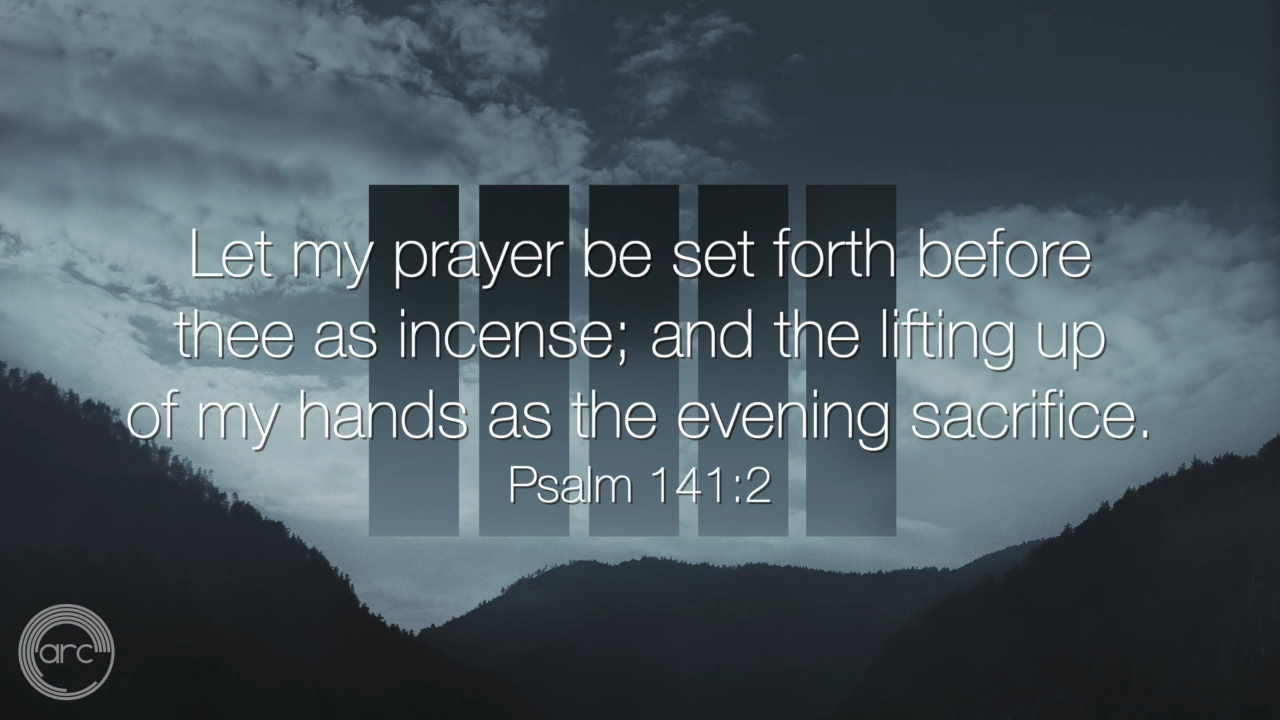 Let my prayer be set forth before
thee as incense; and the lifting up
of my hands as the evening sacrifice.
Psalm 141:2
arc